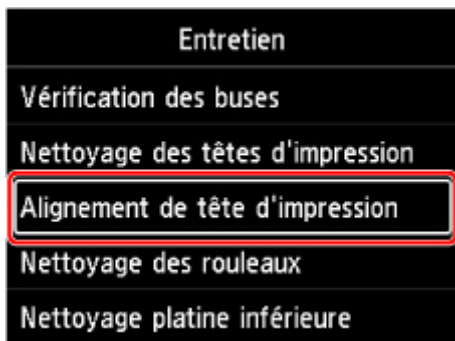 Entretien
Vérification des buses
Nettoyage des têtes d'impression
Alignement de tête d'impression
Nettoyage des rouleaux
Nettoyage platine inférieure